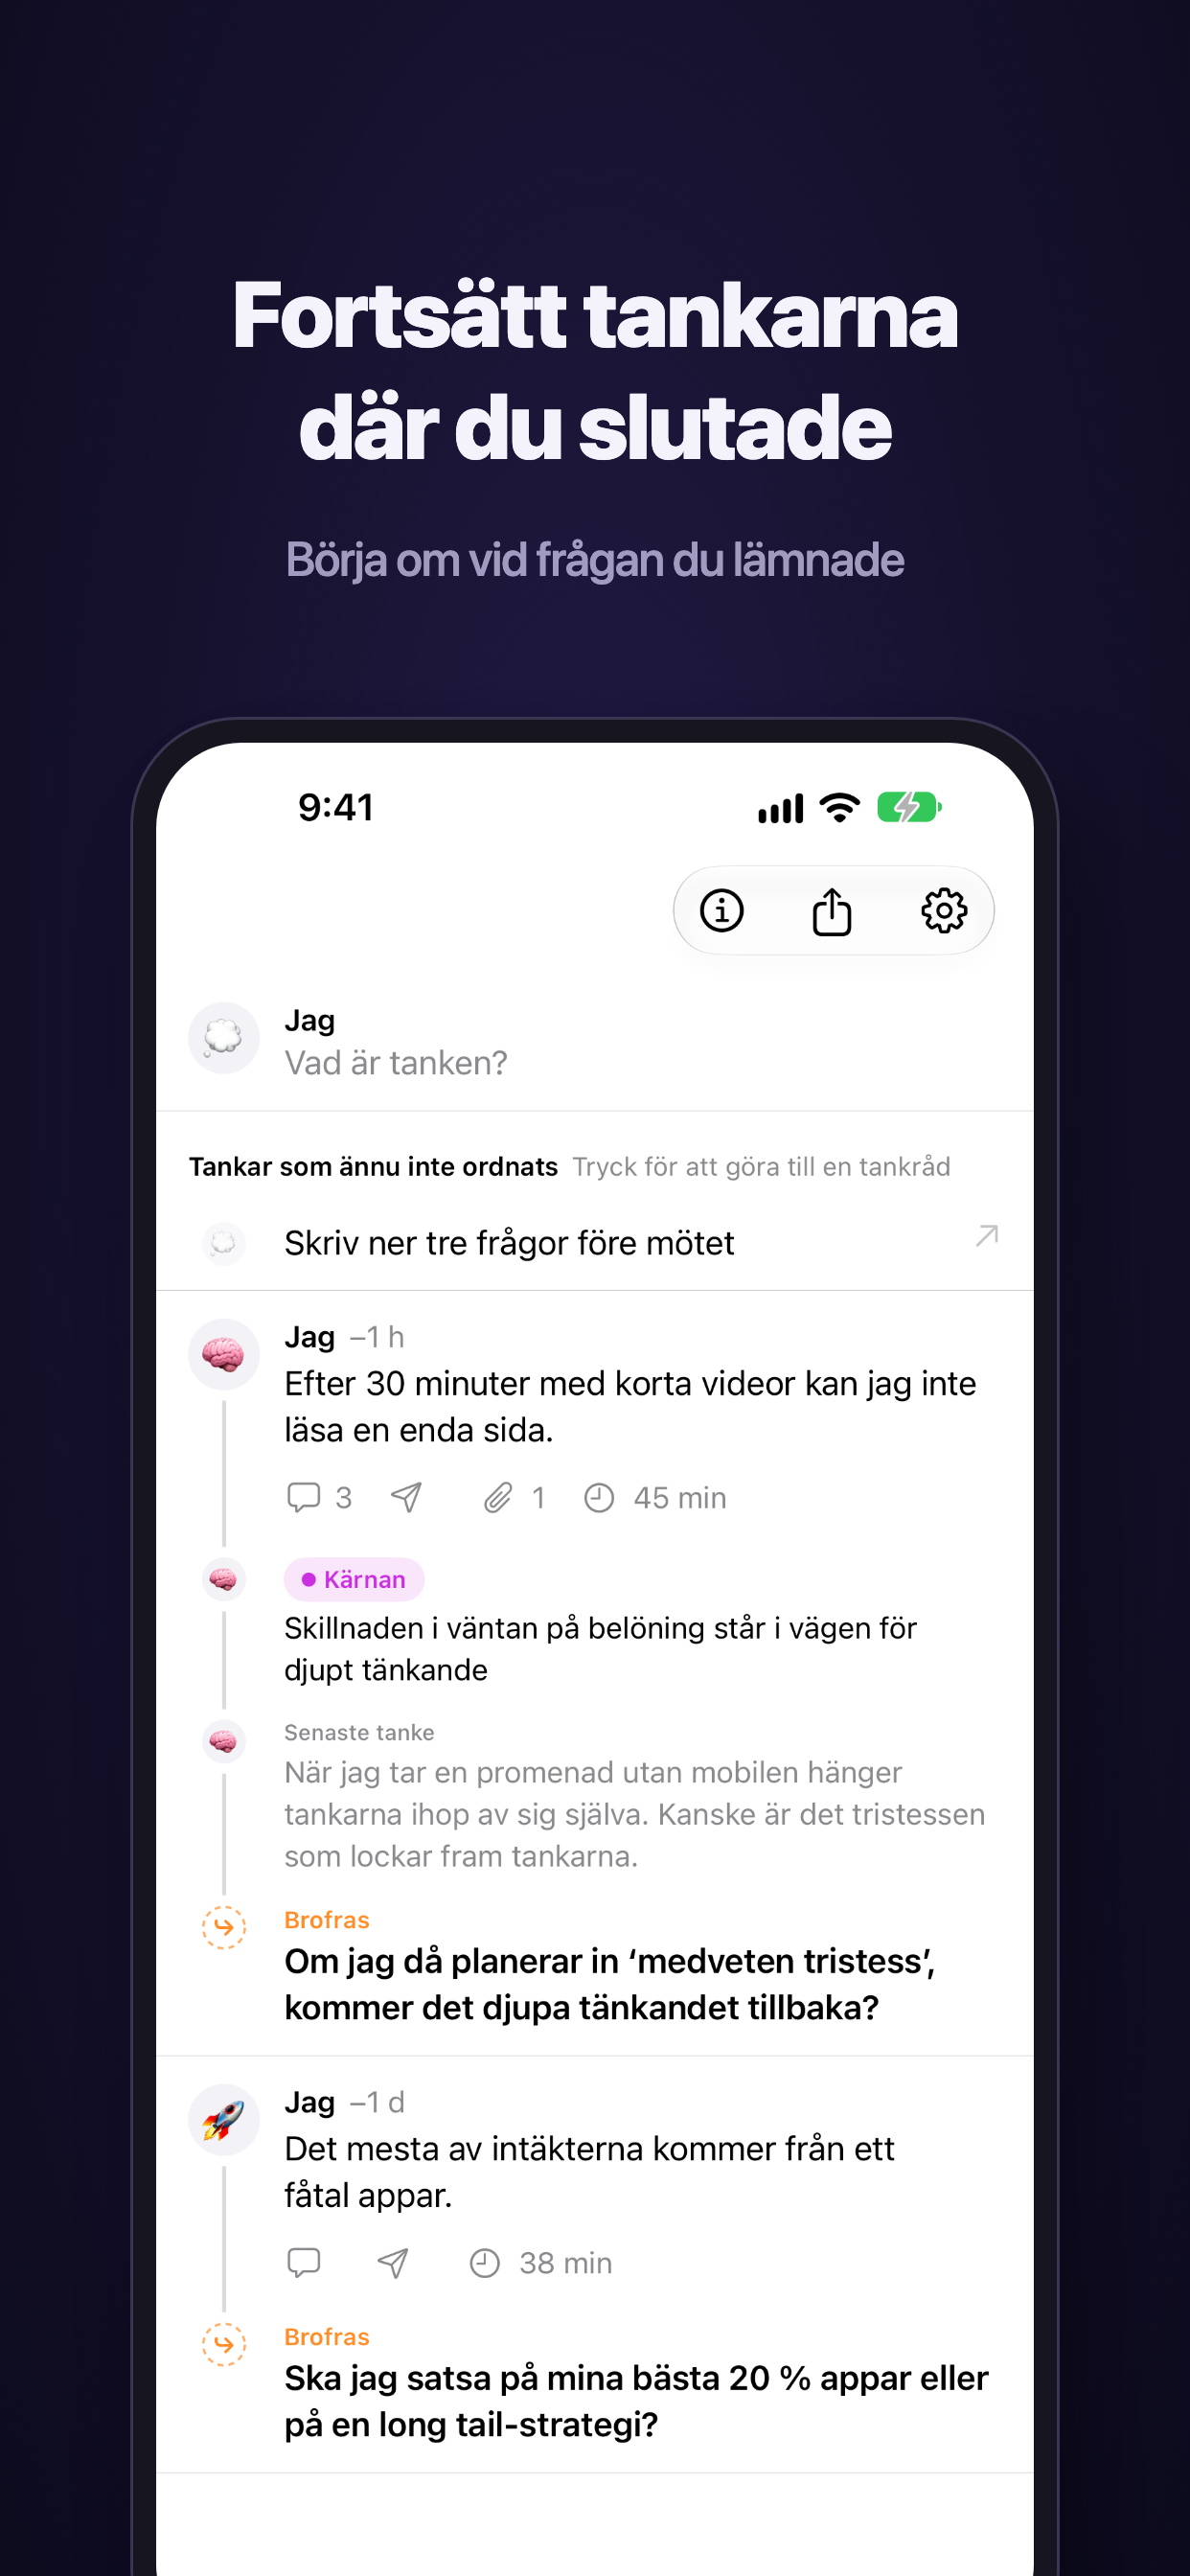 Fortsätt tankarna
där du slutade
Börja om vid frågan du lämnade
9:41
Jag
Vad är tanken?
Tankar som ännu inte ordnats Tryck för att göra till en tankråd
Skriv ner tre frågor före mötet
Jag –1 h
Efter 30 minuter med korta videor kan jag inte
läsa en enda sida.
3 1 45 min
Kärnan
Skillnaden i väntan på belöning står i vägen för
djupt tänkande
Senaste tanke
När jag tar en promenad utan mobilen hänger
tankarna ihop av sig själva. Kanske är det tristessen
som lockar fram tankarna.
Brofras
Om jag då planerar in ‘medveten tristess’,
kommer det djupa tänkandet tillbaka?
Jag –1 d
Det mesta av intäkterna kommer från ett
fåtal appar.
38 min
Brofras
Ska jag satsa på mina bästa 20 % appar eller
på en long tail-strategi?